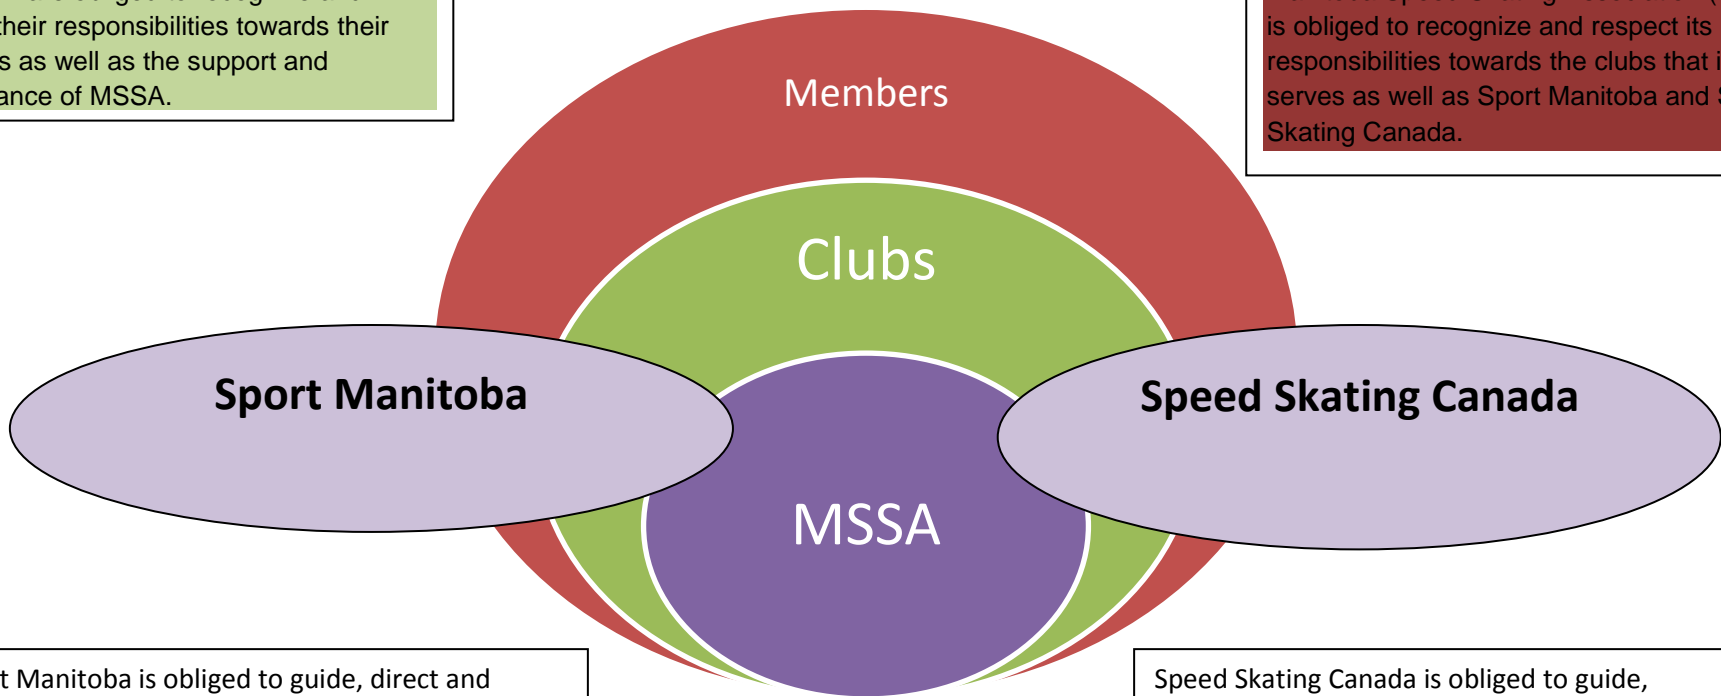 their responsibilities towards their
as well as the support and
of MSSA.
is obliged to recognize and respect its
responsibilities towards the clubs that
serves as well as Sport Manitoba and
Skating Canada.
Members
Clubs
Sport Manitoba
Speed Skating Canada
MSSA
Manitoba is obliged to guide, direct and
Speed Skating Canada is obliged to guide,